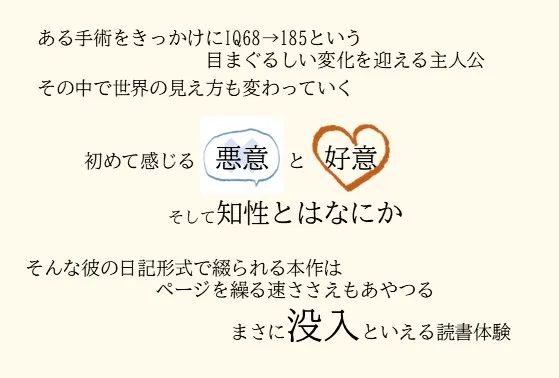 ある手術をきっかけにIQ68→185という
目まぐるしい変化を迎える主人公
その中で世界の見え方も変わっていく
初めて感じる 悪意 と 好意
そして知性とはなにか
そんな彼の日記形式で綴られる本作は
ページを繰る速ささえもあやつる
まさに没入といえる読書体験